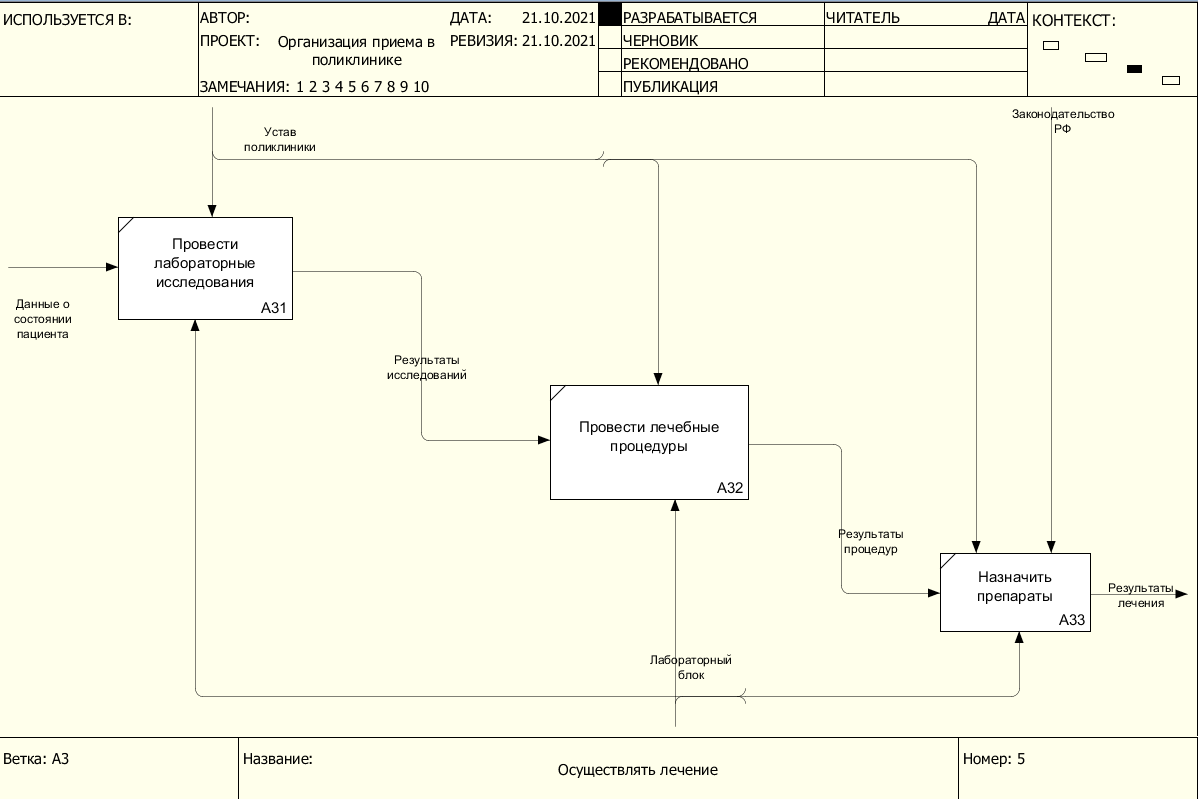 ИСПОЛЬЗУЕТСЯ В:
АВТОР:
ДАТА: 21.10.2021
ПРОЕКТ: Организация приема в
поликлинике
РЕВИЗИЯ: 21.10.2021
ЗАМЕЧАНИЯ: 1 2 3 4 5 6 7 8 9 10
РАЗРАБАТЫВАЕТСЯ
ЧЕРНОВИК
РЕКОМЕНДОВАНО
ПУБЛИКАЦИЯ
ЧИТАТЕЛЬ ДАТА
КОНТЕКСТ:
Устав
поликлиники
Законодательство
РФ
Провести
лабораторные
исследования
A31
Данные о
состоянии
пациента
Результаты
исследований
Провести лечебные
процедуры
A32
Результаты
процедур
Назначить
препараты
A33
Результаты
лечения
Лабораторный
блок
Ветка: A3
Название:
Осуществлять лечение
Номер: 5